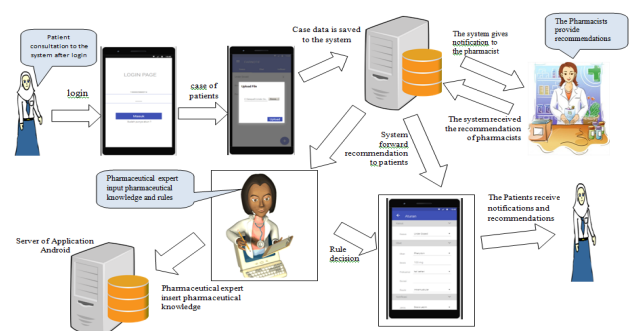 Patient
consultation to the
system after login
login
LOGIN PAGE
case of
patients
Upload File
Case data is saved
to the system
The system gives
notification to
the pharmacist
The Pharmacists
provide
recommendations
The system received
the recommendation
of pharmacists
System
forward
recommendation
to patients
Pharmaceutical expert
input pharmaceutical
knowledge and rules
Server of Application
Android
Pharmaceutical expert
insert pharmaceutical
knowledge
Rule
decision
The Patients receive
notifications and
recommendations